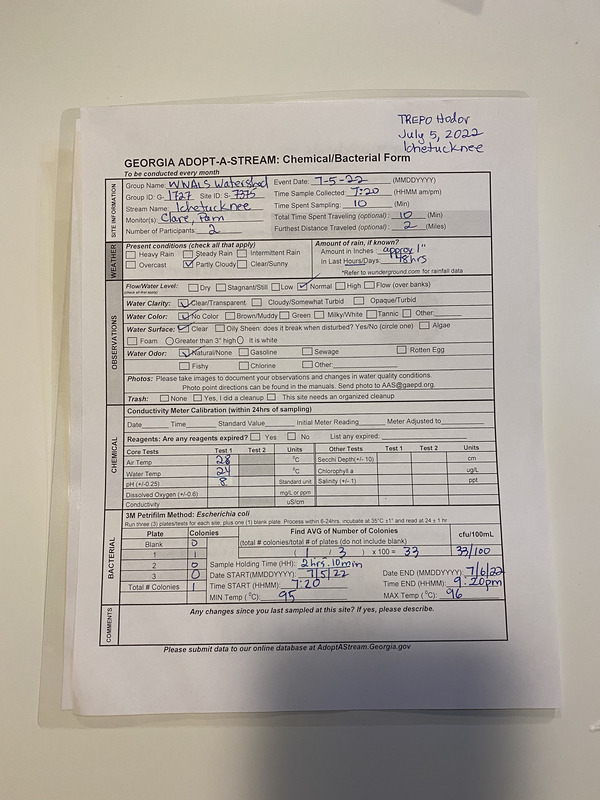 TREPO Hodor
July 5, 2022
Ichetucknee
GEORGIA ADOPT-A-STREAM: Chemical/Bacterial Form
To be conducted every month
SITE INFORMATION
Group Name: WWALS Watershed Event Date: 7-5-22 (MMDDYYYY)
Group ID: G-1727 Site ID: S-7375 Time Sample Collected: 7:20 (HHMM am/pm)
Stream Name: Ichetucknee Time Spent Sampling: 10 (Min)
Monitor(s): Clare, Pam Total Time Spent Traveling (optional): 10 (Min)
Number of Participants: 2 Furthest Distance Traveled (optional): 2 (Miles)
WEATHER
Present conditions (check all that apply) Amount of rain, if known?
Heavy Rain Steady Rain Intermittent Rain Amount in Inches: approx 1"
Overcast Partly Cloudy Clear/Sunny In Last Hours/Days: 48hrs
*Refer to wunderground.com for rainfall data
OBSERVATIONS
Flow/Water Level: Dry Stagnant/Still Low Normal High Flow (over banks)
(check all that apply)
Water Clarity: Clear/Transparent Cloudy/Somewhat Turbid Opaque/Turbid
Water Color: No Color Brown/Muddy Green Milky/White Tannic Other:
Water Surface: Clear Oily Sheen: does it break when disturbed? Yes/No (circle one) Algae
Foam Greater than 3" high It is white
Water Odor: Natural/None Gasoline Sewage Rotten Egg
Fishy Chlorine Other:
Photos: Please take images to document your observations and changes in water quality conditions.
Photo point directions can be found in the manuals. Send photo to AAS@gaepd.org.
Trash: None Yes, I did a cleanup This site needs an organized cleanup
CHEMICAL
Conductivity Meter Calibration (within 24hrs of sampling)
Date Time Standard Value Initial Meter Reading Meter Adjusted to
Reagents: Are any reagents expired? Yes No List any expired:
Core Tests Test 1 Test 2 Units Other Tests Test 1 Test 2 Units
Air Temp 28 °C Secchi Depth(+/- 10) cm
Water Temp 24 °C Chlorophyll a ug/L
pH (+/-0.25) 8 Standard unit Salinity (+/- 1) ppt
Dissolved Oxygen (+/-0.6) mg/L or ppm
Conductivity uS/cm
BACTERIAL
3M Petrifilm Method: Escherichia coli
Run three (3) plates/tests for each site; plus one (1) blank plate. Process within 6-24hrs, incubate at 35°C ±1° and read at 24 ± 1 hr
Plate Colonies Find AVG of Number of Colonies cfu/100mL
Blank 0 (total # colonies/total # of plates (do not include blank)
1 1 ( 1 / 3 ) x 100 = 33 33/100
2 0 Sample Holding Time (HH): 2 hrs. 10min
3 0 Date START(MMDDYYYY) 7/5/22 Date END (MMDDYYYY) 7/6/22
Total # Colonies 1 Time START (HHMM): 7:20 Time END (HHMM): 9:20pm
MIN Temp (°C): 95 MAX Temp (°C): 96
COMMENTS
Any changes since you last sampled at this site? If yes, please describe.
Please submit data to our online database at AdoptAStream.Georgia.gov